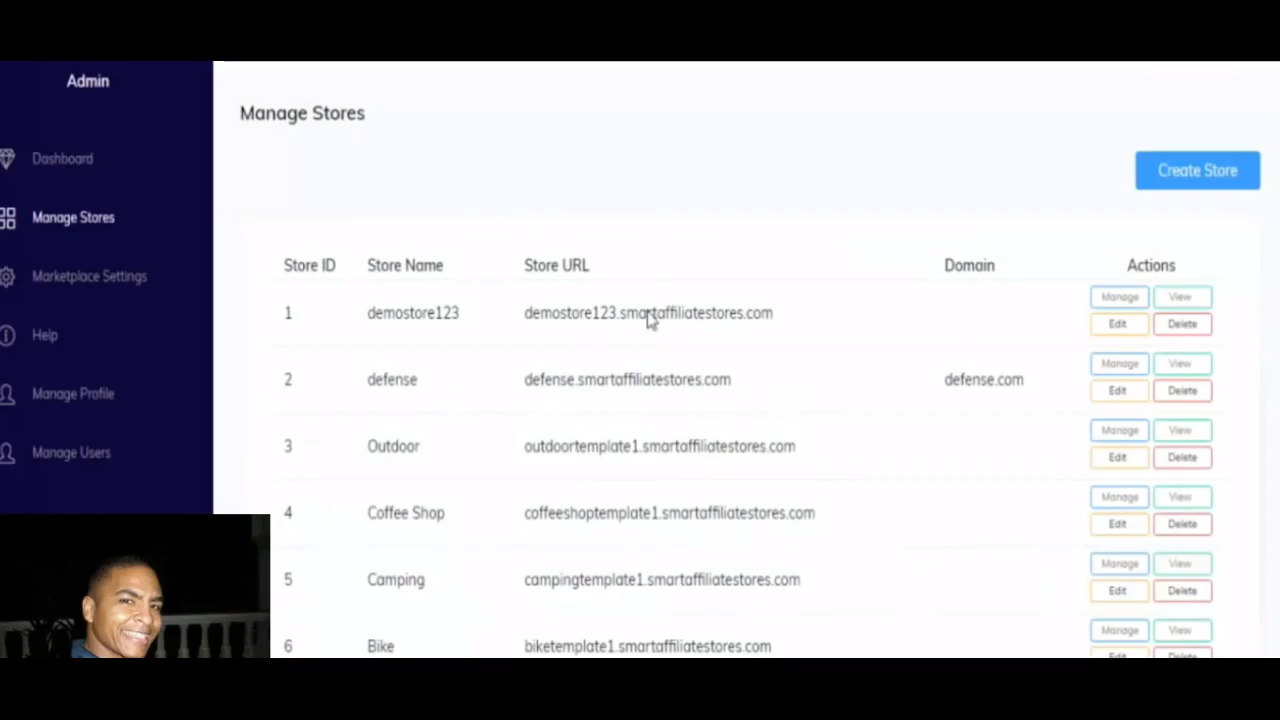 Admin
Dashboard
Manage Stores
Marketplace Settings
Help
Manage Profile
Manage Users
Manage Stores
Create Store
Store ID Store Name Store URL Domain Actions
1 demostore123 demostore123.smartaffiliatestores.com Manage View
Edit Delete
2 defense defense.smartaffiliatestores.com defense.com Manage View
Edit Delete
3 Outdoor outdoortemplate1.smartaffiliatestores.com Manage View
Edit Delete
4 Coffee Shop coffeeshoptemplate1.smartaffiliatestores.com Manage View
Edit Delete
5 Camping campingtemplate1.smartaffiliatestores.com Manage View
Edit Delete
6 Bike biketemplate1.smartaffiliatestores.com Manage View
Edit Delete